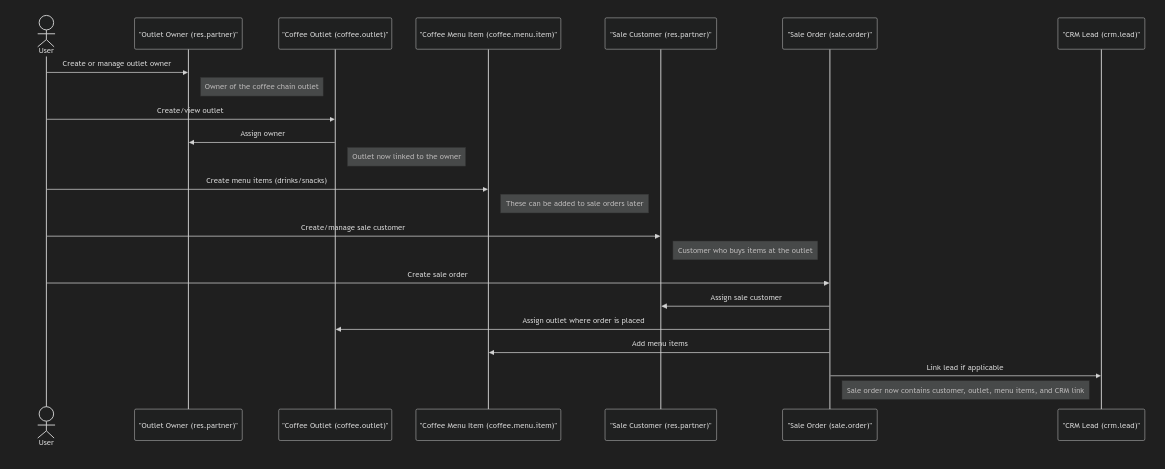 User
"Outlet Owner (res.partner)"
"Coffee Outlet (coffee.outlet)"
"Coffee Menu Item (coffee.menu.item)"
"Sale Customer (res.partner)"
"Sale Order (sale.order)"
"CRM Lead (crm.lead)"
Create or manage outlet owner
Owner of the coffee chain outlet
Create/view outlet
Assign owner
Outlet now linked to the owner
Create menu items (drinks/snacks)
These can be added to sale orders later
Create/manage sale customer
Customer who buys items at the outlet
Create sale order
Assign sale customer
Assign outlet where order is placed
Add menu items
Link lead if applicable
Sale order now contains customer, outlet, menu items, and CRM link
User
"Outlet Owner (res.partner)"
"Coffee Outlet (coffee.outlet)"
"Coffee Menu Item (coffee.menu.item)"
"Sale Customer (res.partner)"
"Sale Order (sale.order)"
"CRM Lead (crm.lead)"